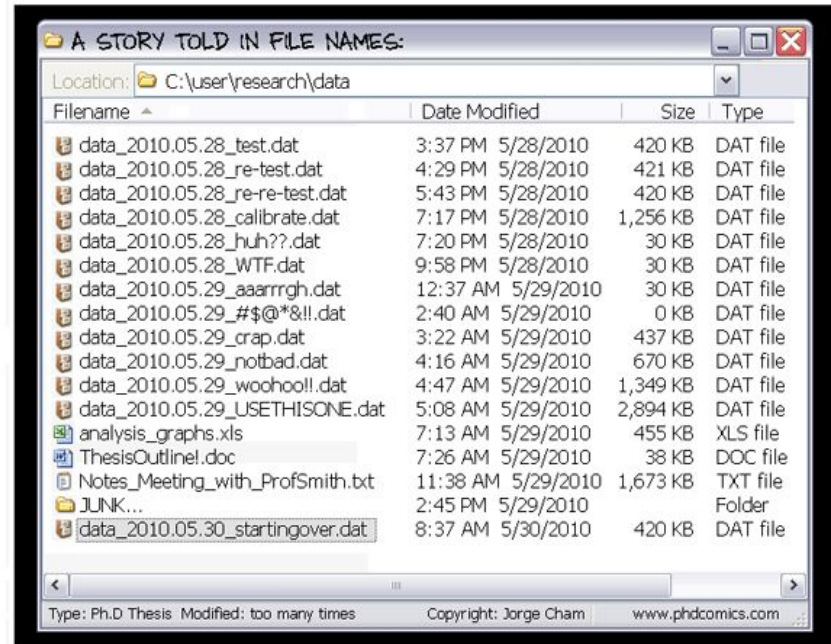 A STORY TOLD IN FILE NAMES:
Location: C:\user\research\data
Filename Date Modified Size Type
data_2010.05.28_test.dat 3:37 PM 5/28/2010 420 KB DAT file
data_2010.05.28_re-test.dat 4:29 PM 5/28/2010 421 KB DAT file
data_2010.05.28_re-re-test.dat 5:43 PM 5/28/2010 420 KB DAT file
data_2010.05.28_calibrate.dat 7:17 PM 5/28/2010 1,256 KB DAT file
data_2010.05.28_huh??.dat 7:20 PM 5/28/2010 30 KB DAT file
data_2010.05.28_WTF.dat 9:58 PM 5/28/2010 30 KB DAT file
data_2010.05.29_aaarrrgh.dat 12:37 AM 5/29/2010 30 KB DAT file
data_2010.05.29_#$@*&!!.dat 2:40 AM 5/29/2010 0 KB DAT file
data_2010.05.29_crap.dat 3:22 AM 5/29/2010 437 KB DAT file
data_2010.05.29_notbad.dat 4:16 AM 5/29/2010 670 KB DAT file
data_2010.05.29_woohoo!!.dat 4:47 AM 5/29/2010 1,349 KB DAT file
data_2010.05.29_USETHISONE.dat 5:08 AM 5/29/2010 2,894 KB DAT file
analysis_graphs.xls 7:13 AM 5/29/2010 455 KB XLS file
ThesisOutline!.doc 7:26 AM 5/29/2010 38 KB DOC file
Notes_Meeting_with_ProfSmith.txt 11:38 AM 5/29/2010 1,673 KB TXT file
JUNK... 2:45 PM 5/29/2010 Folder
data_2010.05.30_startingover.dat 8:37 AM 5/30/2010 420 KB DAT file
Type: Ph.D Thesis Modified: too many times Copyright: Jorge Cham www.phdcomics.com